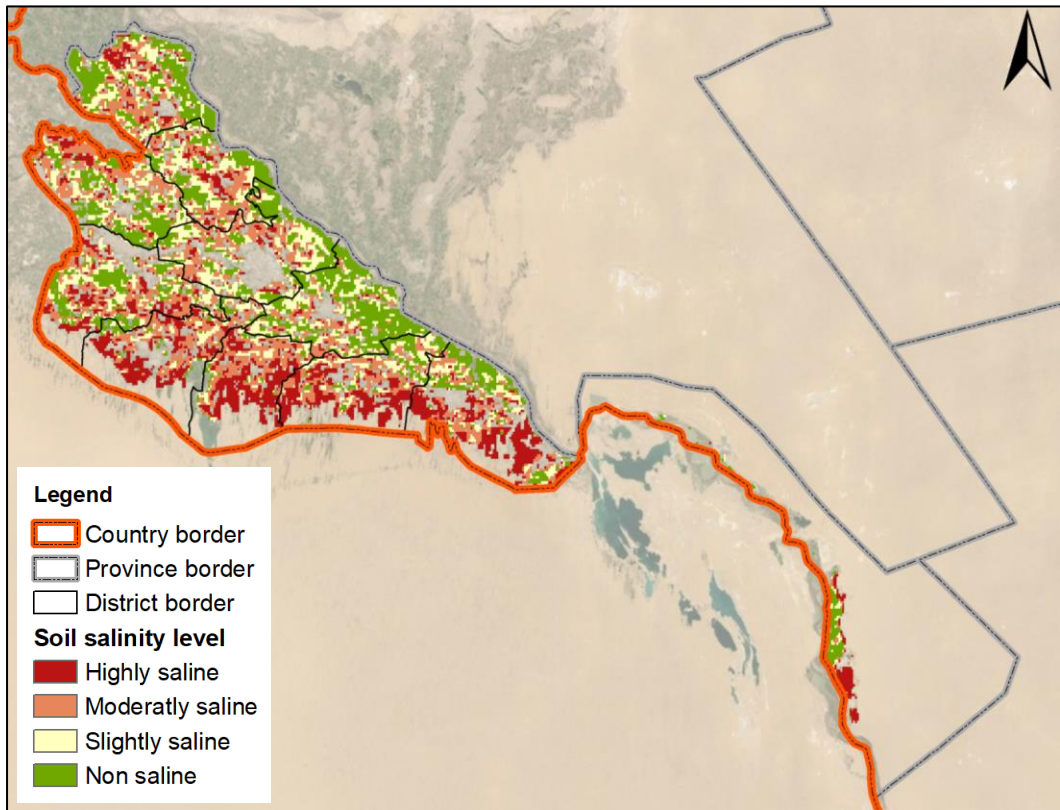 Legend
Country border
Province border
District border
Soil salinity level
Highly saline
Moderatly saline
Slightly saline
Non saline